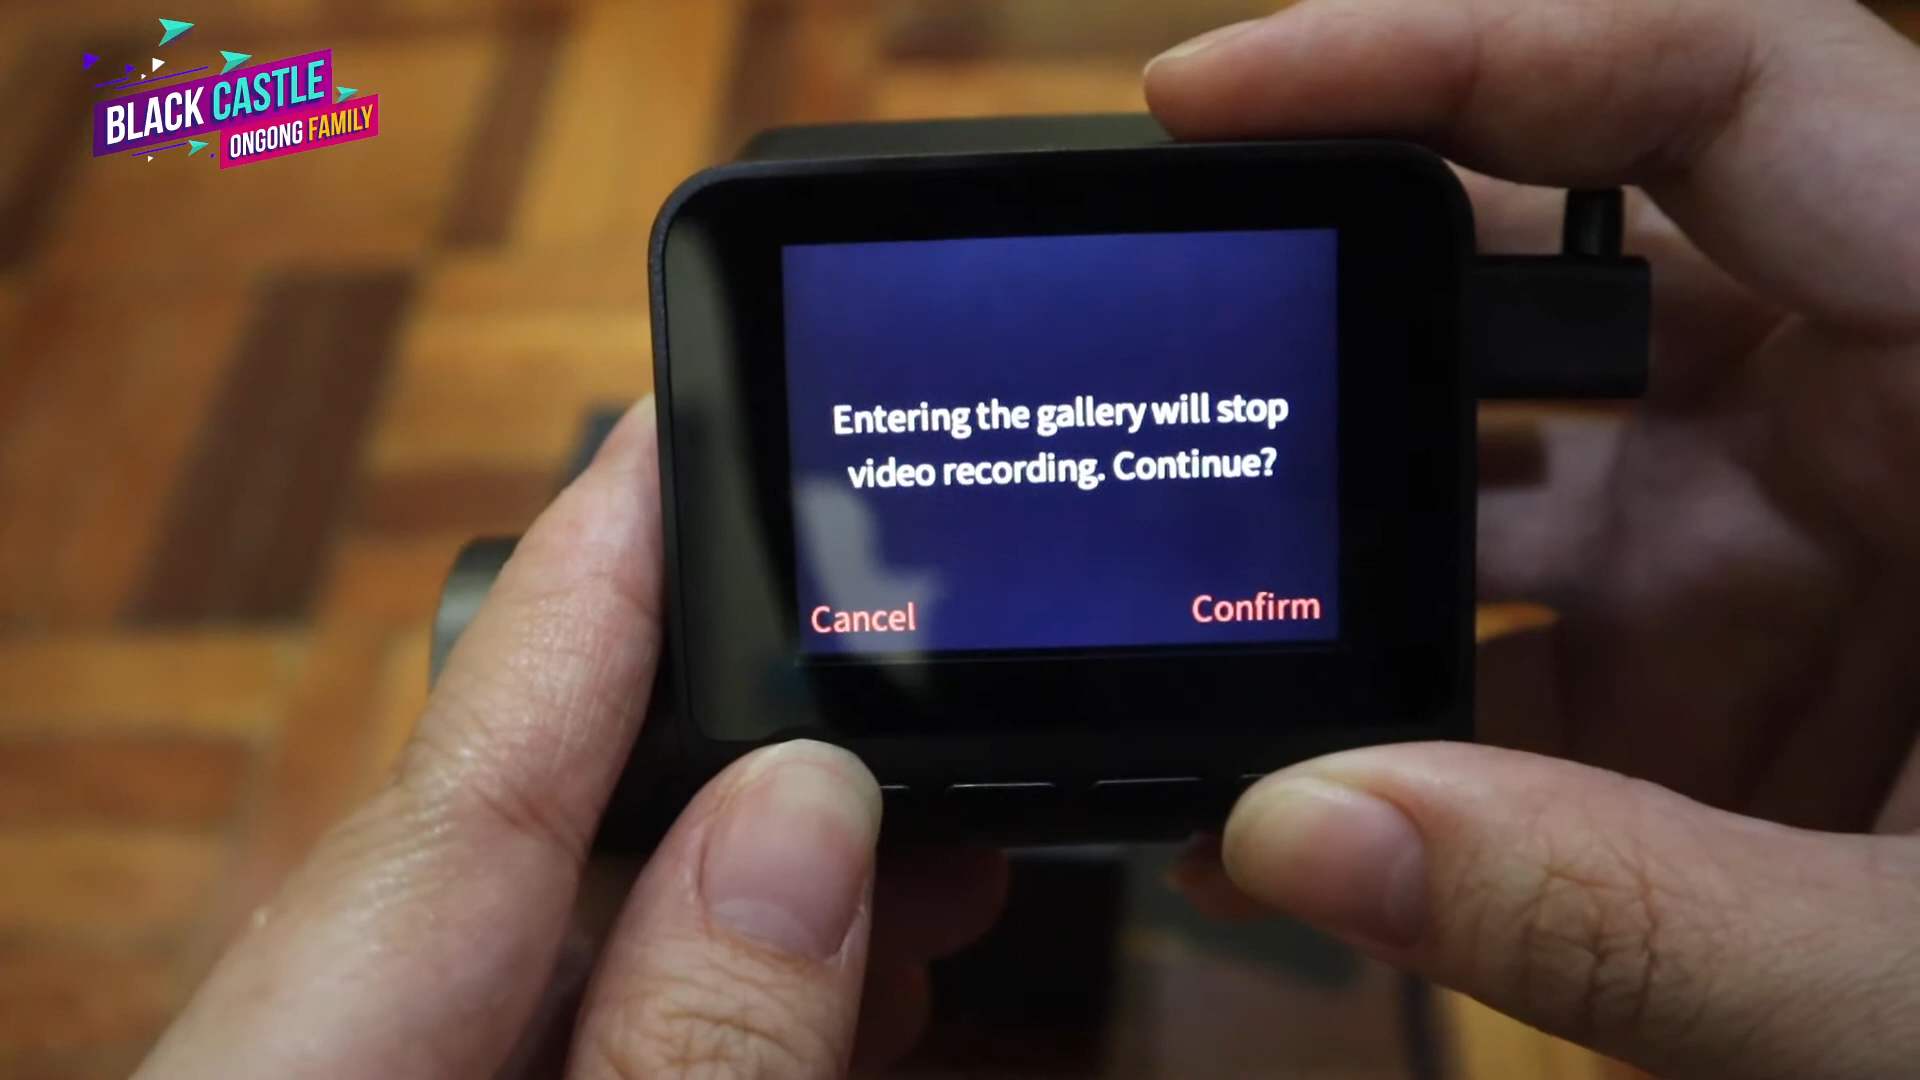 BLACK CASTLE
ONGONG FAMILY
Entering the gallery will stop
video recording. Continue?
Cancel
Confirm